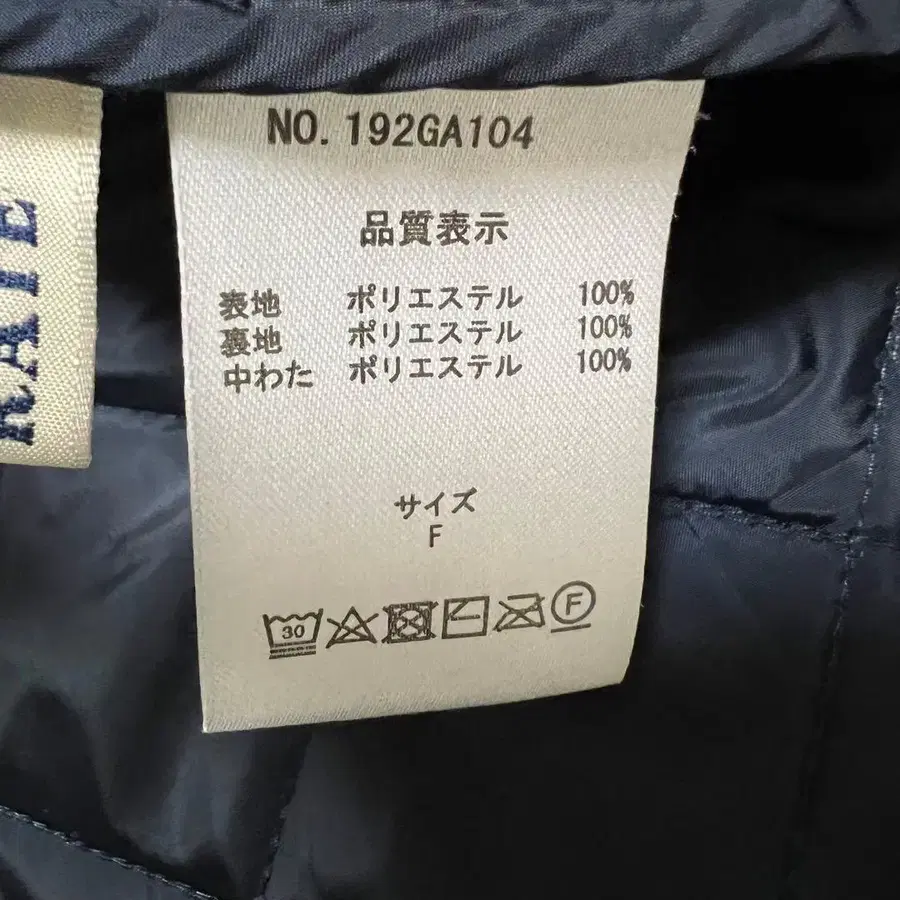 NO. 192GA104
品質表示
表地 ポリエステル 100%
裏地 ポリエステル 100%
中わた ポリエステル 100%
サイズ
F
30 F